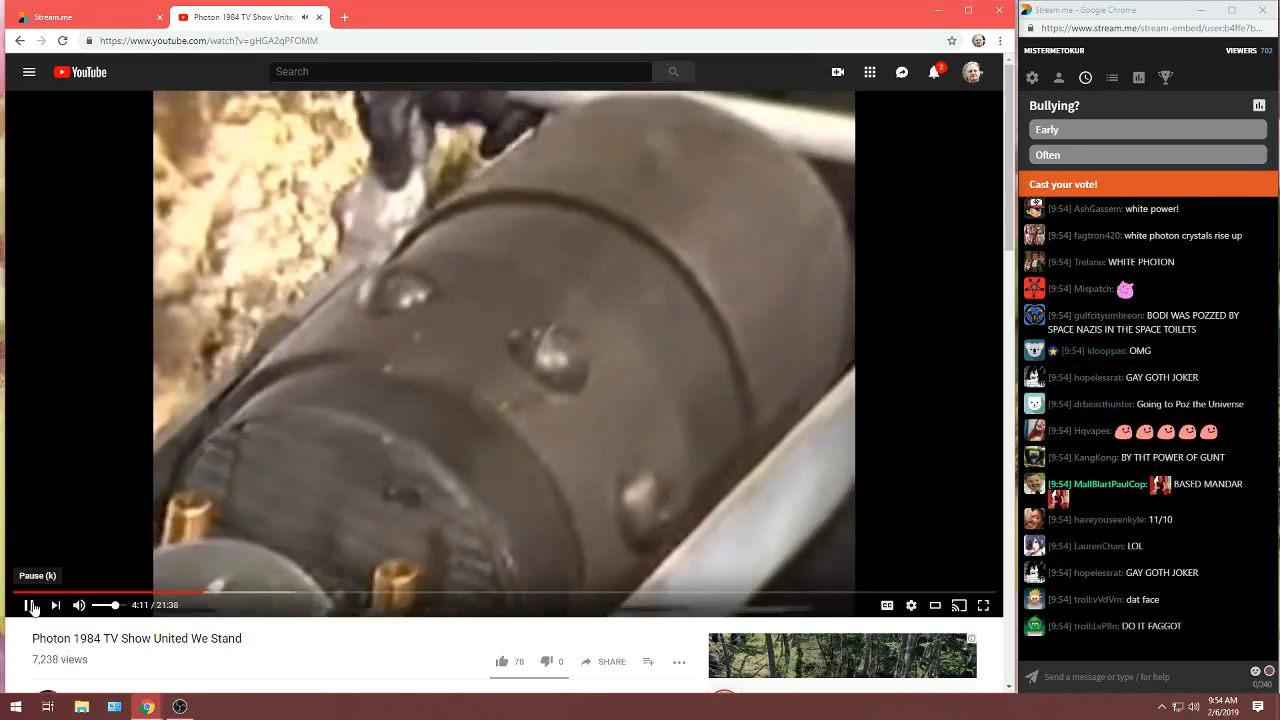 Stream.me
Photon 1984 TV Show Unite
Stream.me - Google Chrome
https://www.youtube.com/watch?v=gHGA2qPFOMM
https://www.stream.me/stream-embed/user:b4ffe7b...
MISTERMETOKUR
VIEWERS 702
YouTube
Search
2
Bullying?
Early
Often
Cast your vote!
[9:54] AshGassem: white power!
[9:54] fagtron420: white photon crystals rise up
[9:54] Trelane: WHITE PHOTON
[9:54] Mispatch:
[9:54] gulfcityumbreon: BODI WAS POZZED BY
SPACE NAZIS IN THE SPACE TOILETS
[9:54] klooppas: OMG
[9:54] hopelessrat: GAY GOTH JOKER
[9:54] drbeasthunter: Going to Poz the Universe
[9:54] Hqvapes:
[9:54] KangKong: BY THT POWER OF GUNT
[9:54] MallBlartPaulCop: BASED MANDAR
[9:54] haveyouseenkyle: 11/10
[9:54] LaurenChan: LOL
[9:54] hopelessrat: GAY GOTH JOKER
[9:54] troll:vVdVm: dat face
[9:54] troll:LvPBn: DO IT FAGGOT
Pause (k)
4:11 / 21:38
Photon 1984 TV Show United We Stand
7,238 views
78
0
SHARE
Send a message or type / for help
0/240
9:54 AM
2/6/2019